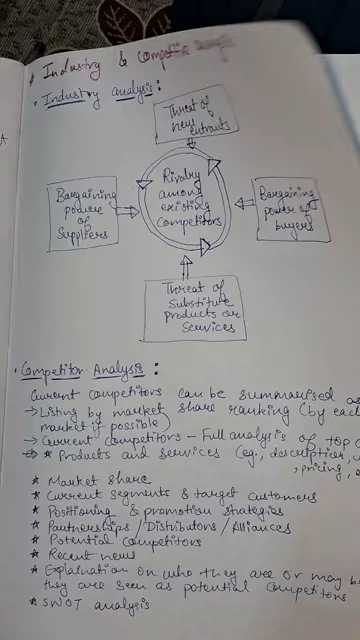 * Industry & Competitor
• Industry analysis :
Threat of
new entrants
Rivalry
among
existing
competitors
Bargaining
power of
Suppliers
Bargaining
power of
buyers
Threat of
Substitute
products or
Services
• Competitor Analysis :
Current competitors can be summarised as
→ Listing by market share ranking (by each
market if possible)
→ Current competitors - Full analysis of top
* Products and services (eg., description,
, pricing,
* Market share
* Current segments & target customers
* Positioning & promotion strategies
* Partnerships / Distributors / Alliances
* Potential competitors
* Recent news
* Explaination on who they are or may be
they are seen as potential competitors
* SWOT analysis